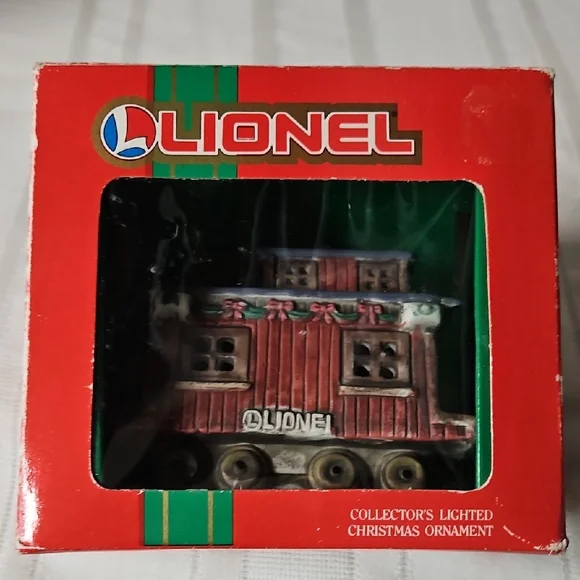 LIONEL
LIONEL
COLLECTOR'S LIGHTED
CHRISTMAS ORNAMENT